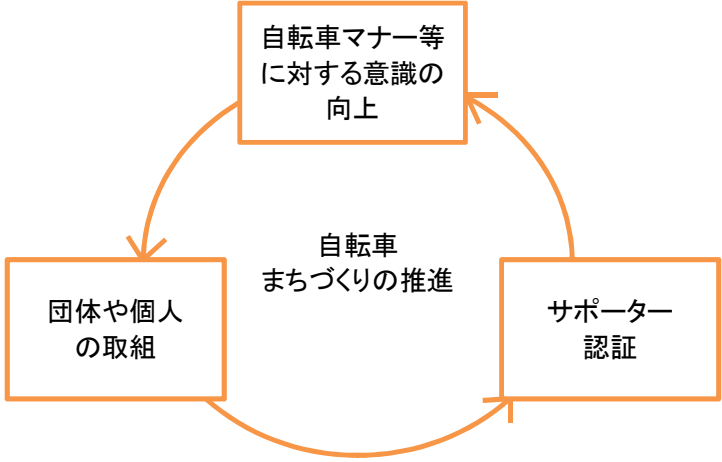 自転車マナー等
に対する意識の
向上
自転車
まちづくりの推進
団体や個人
の取組
サポーター
認証